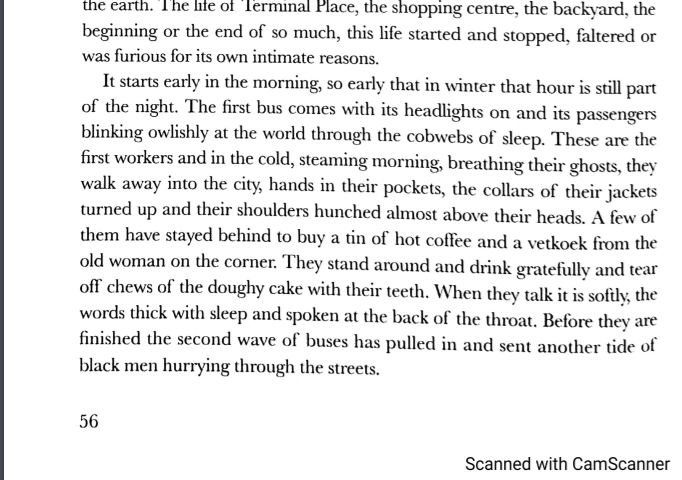 the earth. The life of Terminal Place, the shopping centre, the backyard, the
beginning or the end of so much, this life started and stopped, faltered or
was furious for its own intimate reasons.
It starts early in the morning, so early that in winter that hour is still part
of the night. The first bus comes with its headlights on and its passengers
blinking owlishly at the world through the cobwebs of sleep. These are the
first workers and in the cold, steaming morning, breathing their ghosts, they
walk away into the city, hands in their pockets, the collars of their jackets
turned up and their shoulders hunched almost above their heads. A few of
them have stayed behind to buy a tin of hot coffee and a vetkoek from the
old woman on the corner. They stand around and drink gratefully and tear
off chews of the doughy cake with their teeth. When they talk it is softly, the
words thick with sleep and spoken at the back of the throat. Before they are
finished the second wave of buses has pulled in and sent another tide of
black men hurrying through the streets.
56
Scanned with CamScanner